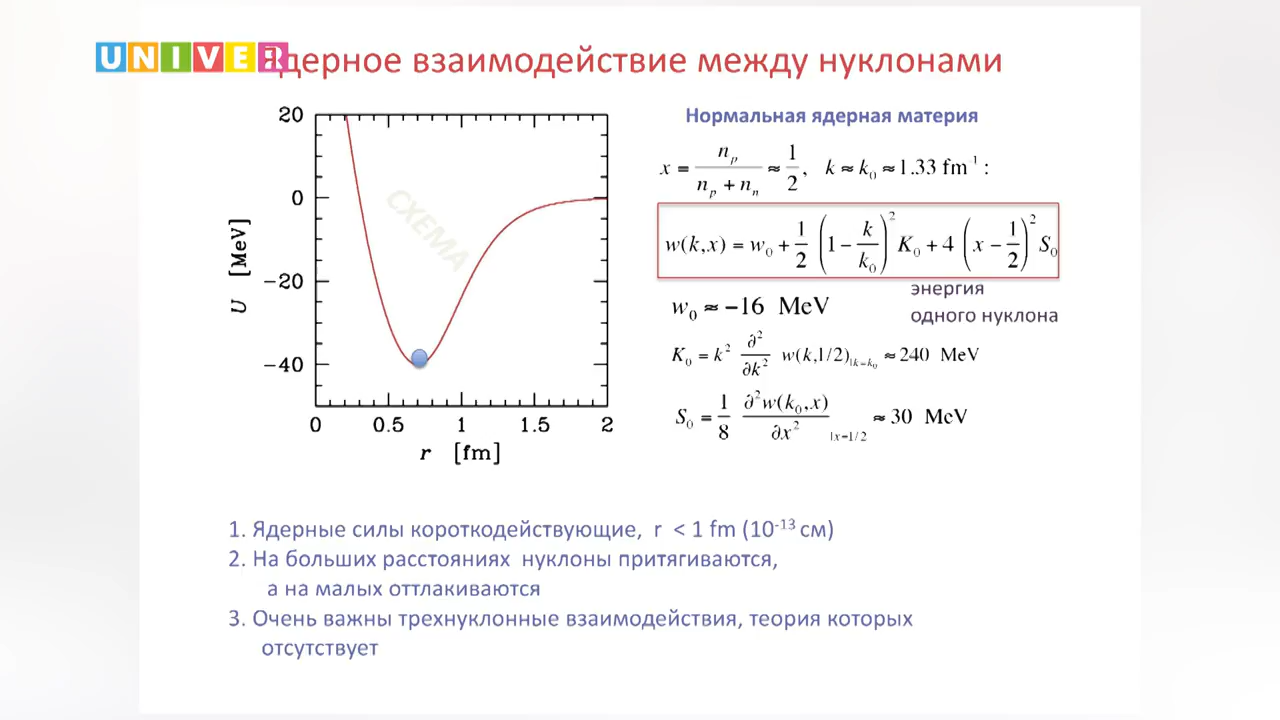 UNIVER
Ядерное взаимодействие между нуклонами
20
0
−20
−40
U [MeV]
СХЕМА
0 0.5 1 1.5 2
r [fm]
Нормальная ядерная материя
x = n_p / (n_p + n_n) ≈ 1/2, k ≈ k_0 ≈ 1.33 fm^-1 :
w(k,x) = w_0 + 1/2 (1 − k/k_0)^2 K_0 + 4 (x − 1/2)^2 S_0
энергия
одного нуклона
w_0 ≈ −16 MeV
K_0 = k^2 ∂^2/∂k^2 w(k,1/2)_|k=k_0 ≈ 240 MeV
S_0 = 1/8 ∂^2w(k_0,x)/∂x^2 |x=1/2 ≈ 30 MeV
1. Ядерные силы короткодействующие, r < 1 fm (10^-13 см)
2. На больших расстояниях нуклоны притягиваются,
а на малых оттлакиваются
3. Очень важны трехнуклонные взаимодействия, теория которых
отсутствует